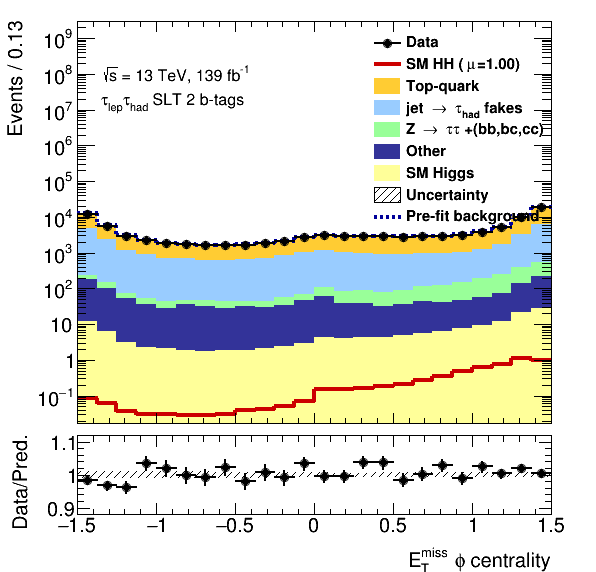 Events / 0.13
10⁹
10⁸
10⁷
10⁶
10⁵
10⁴
10³
10²
10
1
10⁻¹
√s = 13 TeV, 139 fb⁻¹
τlepτhad SLT 2 b-tags
Data
SM HH ( μ=1.00)
Top-quark
jet → τhad fakes
Z → ττ +(bb,bc,cc)
Other
SM Higgs
Uncertainty
Pre-fit background
Data/Pred.
1.1
1
0.9
−1.5 −1 −0.5 0 0.5 1 1.5
E_T^miss ϕ centrality